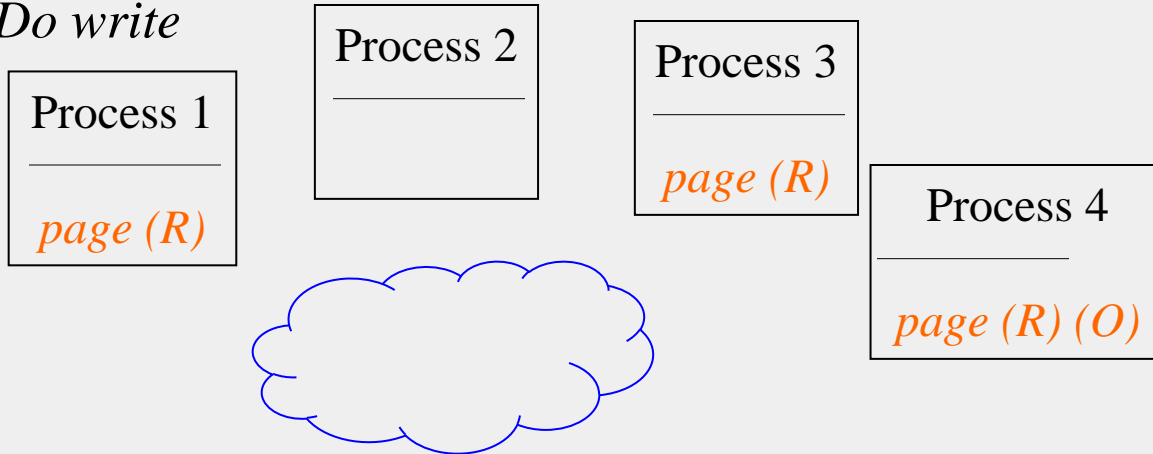 Do write
Process 1
page (R)
Process 2
Process 3
page (R)
Process 4
page (R) (O)